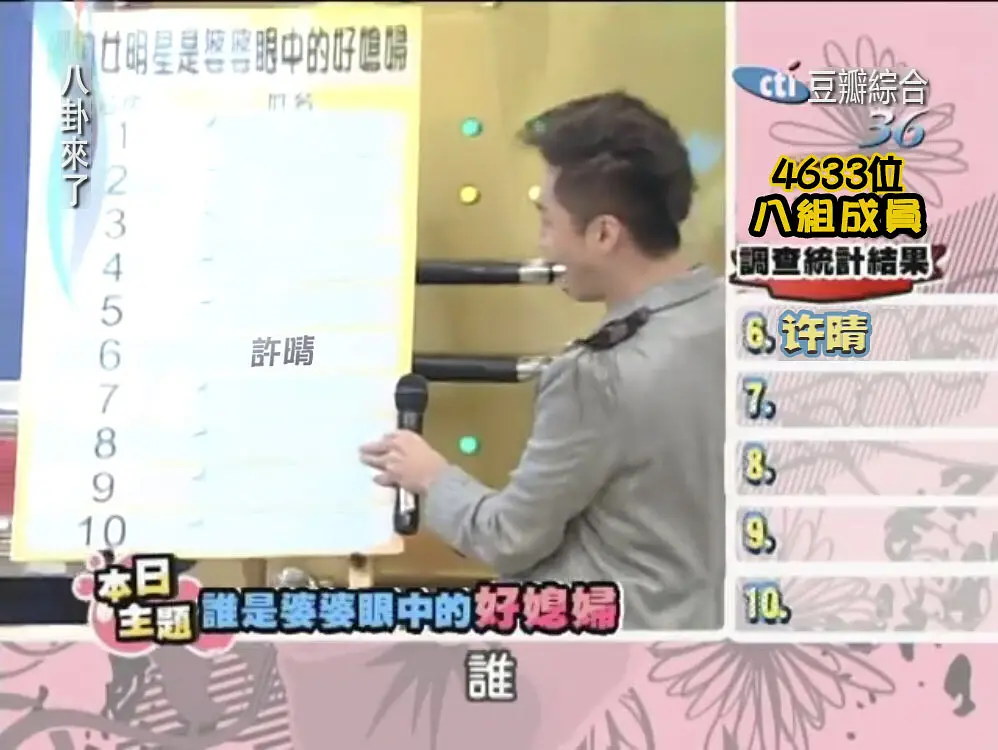 女明星是婆婆眼中的好媳婦
姓名
1
2
3
4
5
6 許晴
7
8
9
10
八卦來了
cti 豆瓣綜合
36
4633位
八組成員
調查統計結果
6. 许晴
7.
8.
9.
10.
本日
主題
誰是婆婆眼中的好媳婦
誰